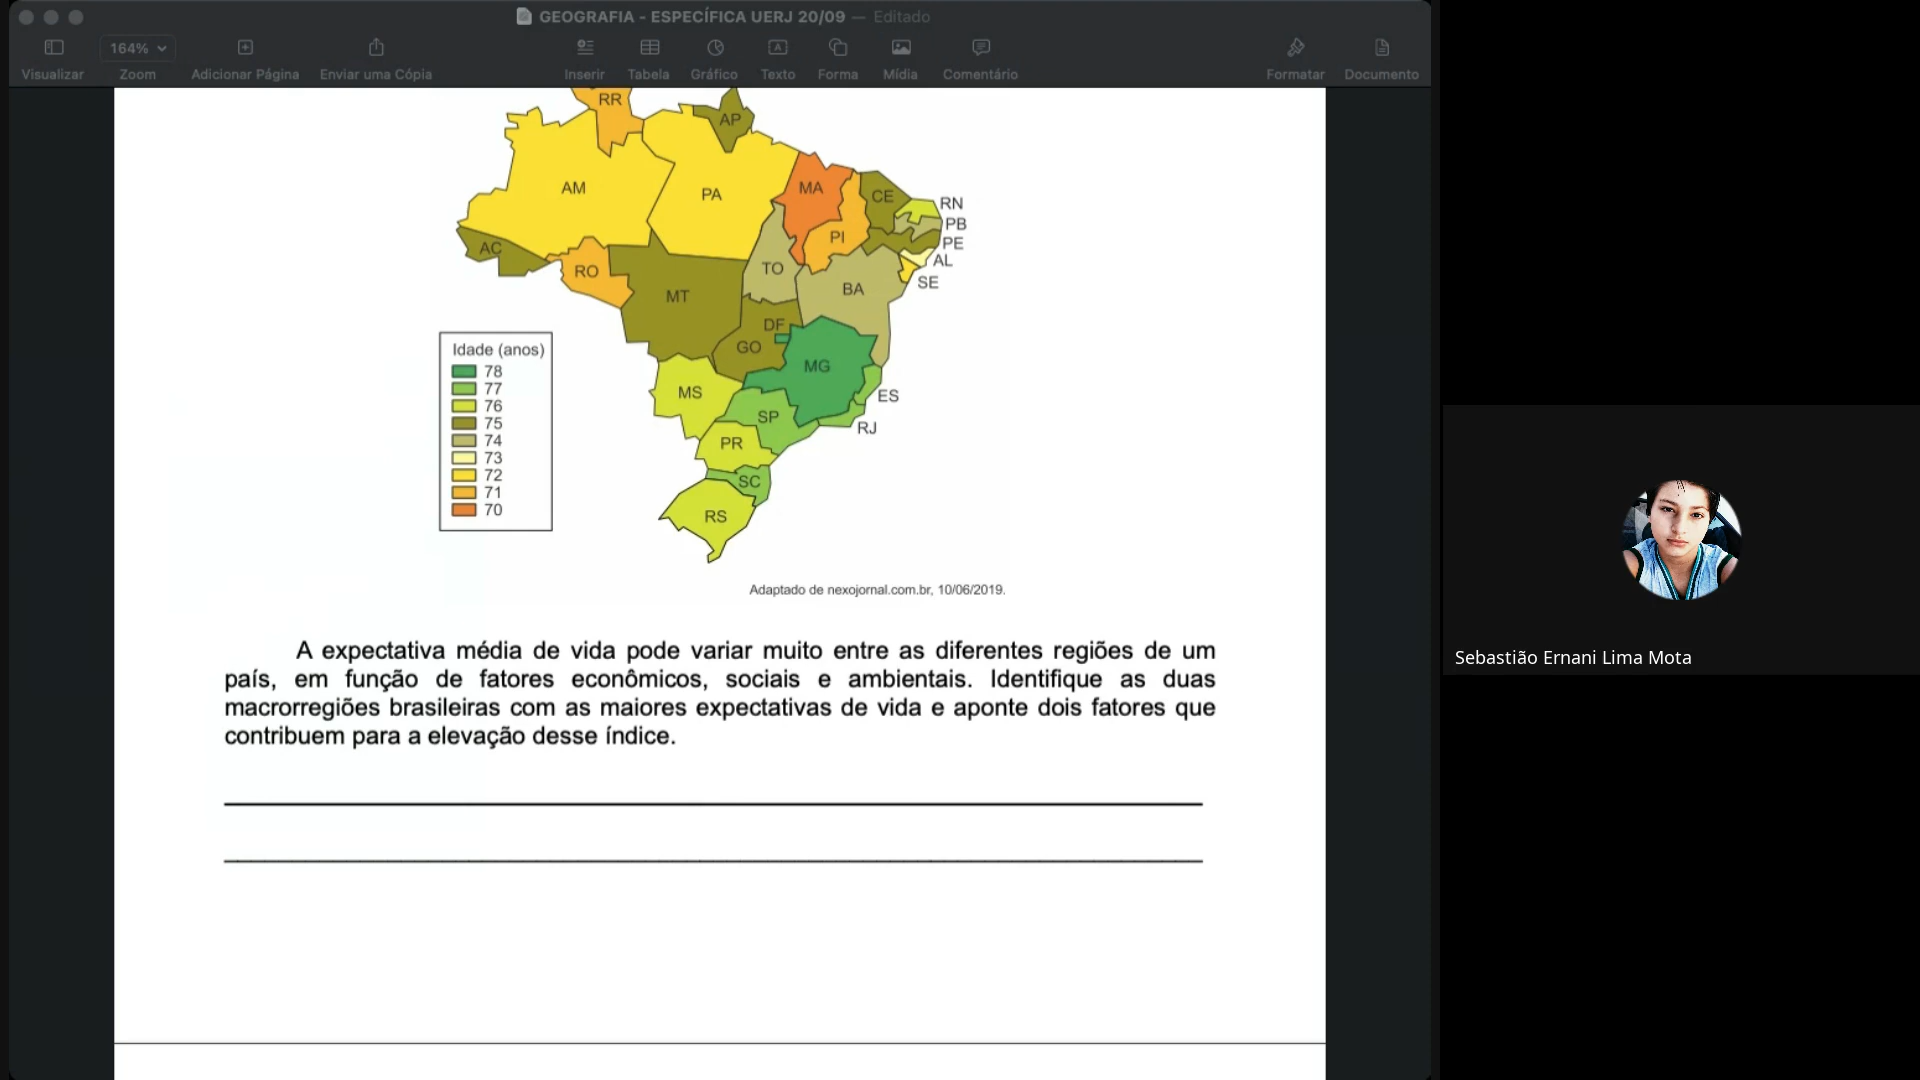 GEOGRAFIA - ESPECÍFICA UERJ 20/09 — Editado
164%
Visualizar Zoom Adicionar Página Enviar uma Cópia Inserir Tabela Gráfico Texto Forma Mídia Comentário Formatar Documento
RR
AP
AM
PA
MA
CE
RN
PB
PE
AL
SE
PI
AC
RO
TO
MT
BA
DF
GO
MG
MS
ES
SP
RJ
PR
SC
RS
Idade (anos)
78
77
76
75
74
73
72
71
70
Adaptado de nexojornal.com.br, 10/06/2019.
A expectativa média de vida pode variar muito entre as diferentes regiões de um
país, em função de fatores econômicos, sociais e ambientais. Identifique as duas
macrorregiões brasileiras com as maiores expectativas de vida e aponte dois fatores que
contribuem para a elevação desse índice.
Sebastião Ernani Lima Mota